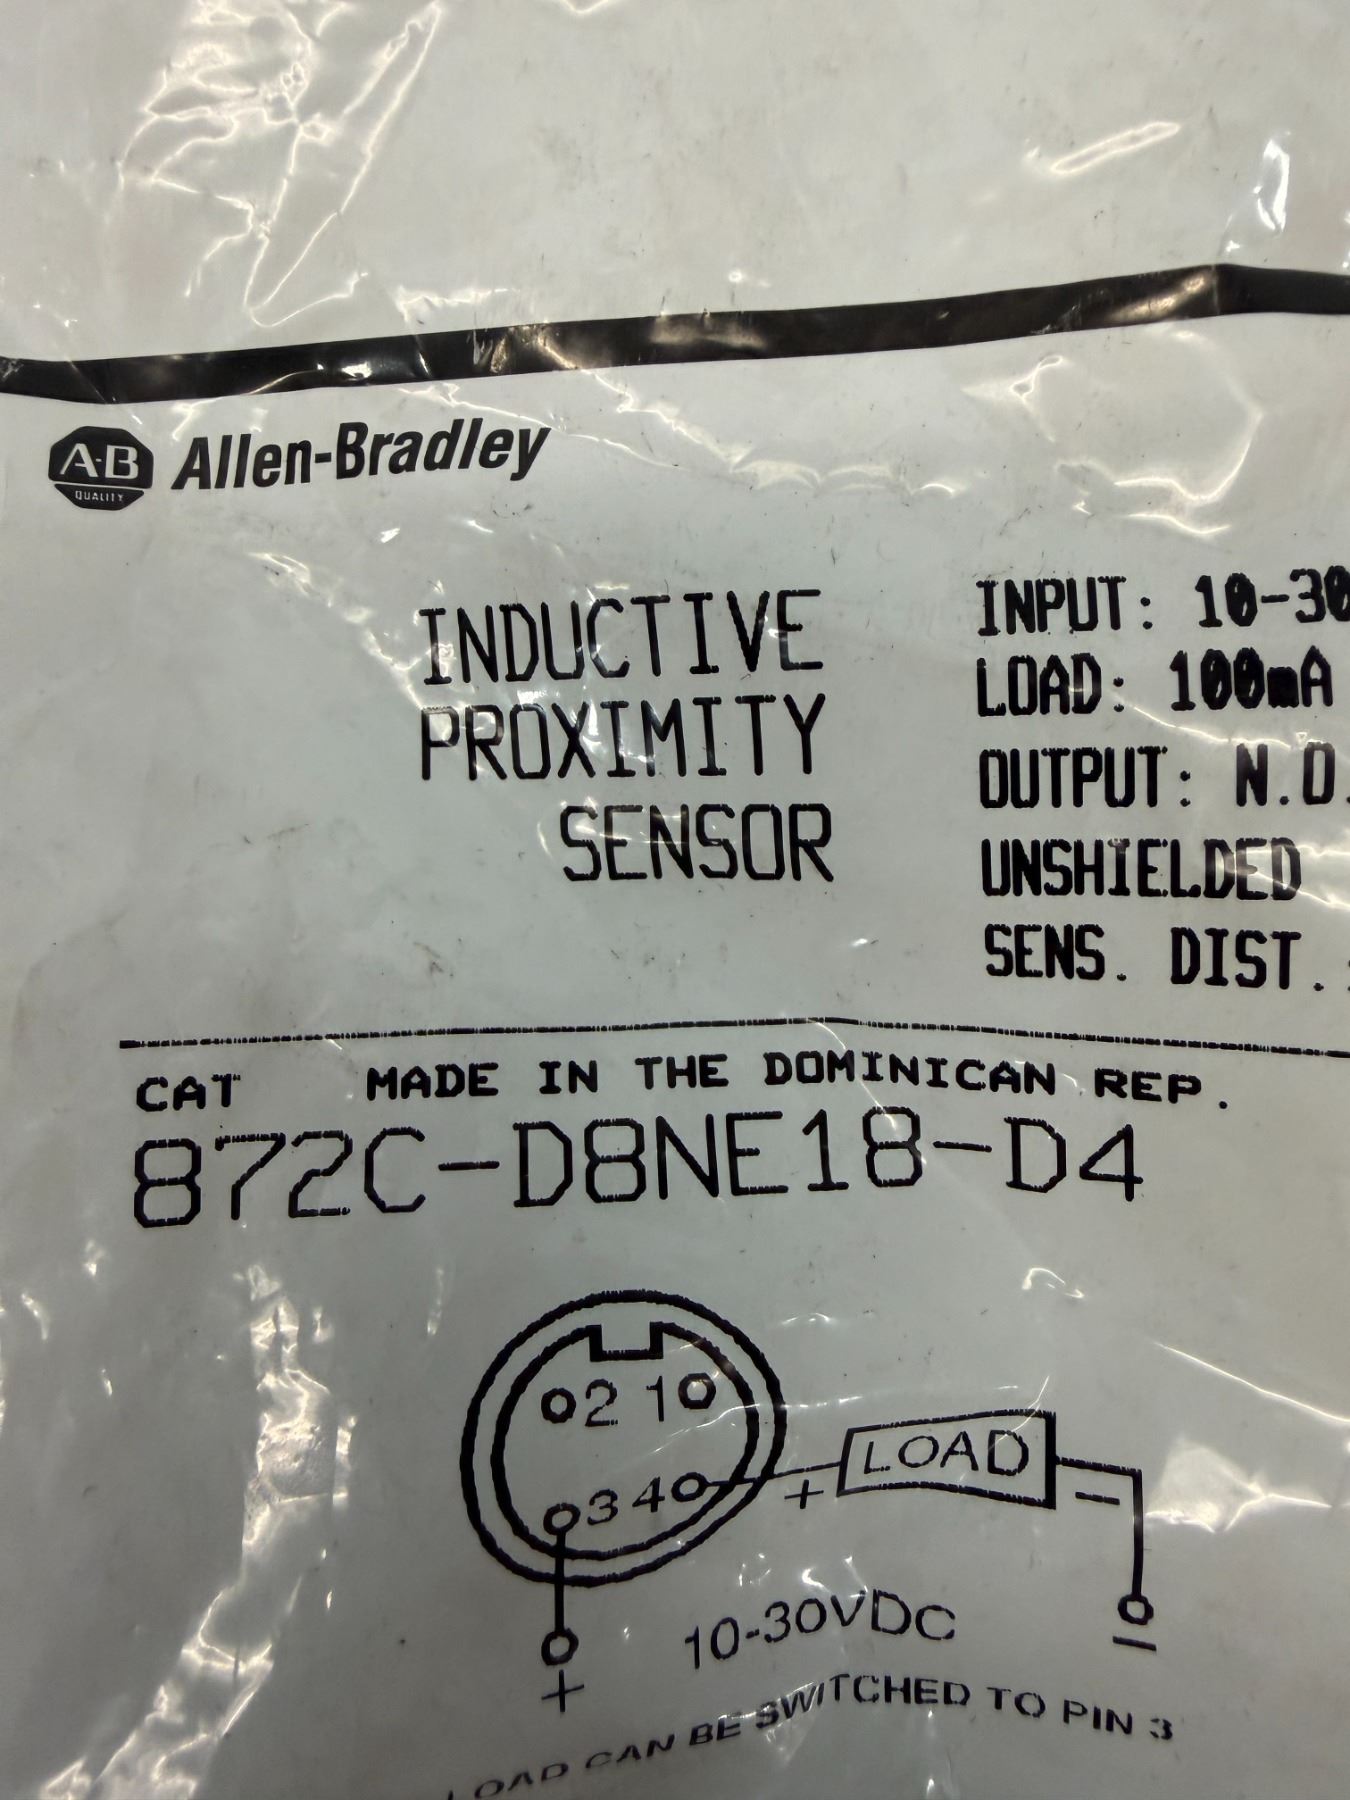 A-B
QUALITY
Allen-Bradley
INDUCTIVE
PROXIMITY
SENSOR
INPUT: 10-30
LOAD: 100mA
OUTPUT: N.O.
UNSHIELDED
SENS. DIST.
CAT MADE IN THE DOMINICAN REP.
872C-D8NE18-D4
2 1
3 4
+ LOAD -
10-30VDC
+ -
LOAD CAN BE SWITCHED TO PIN 3